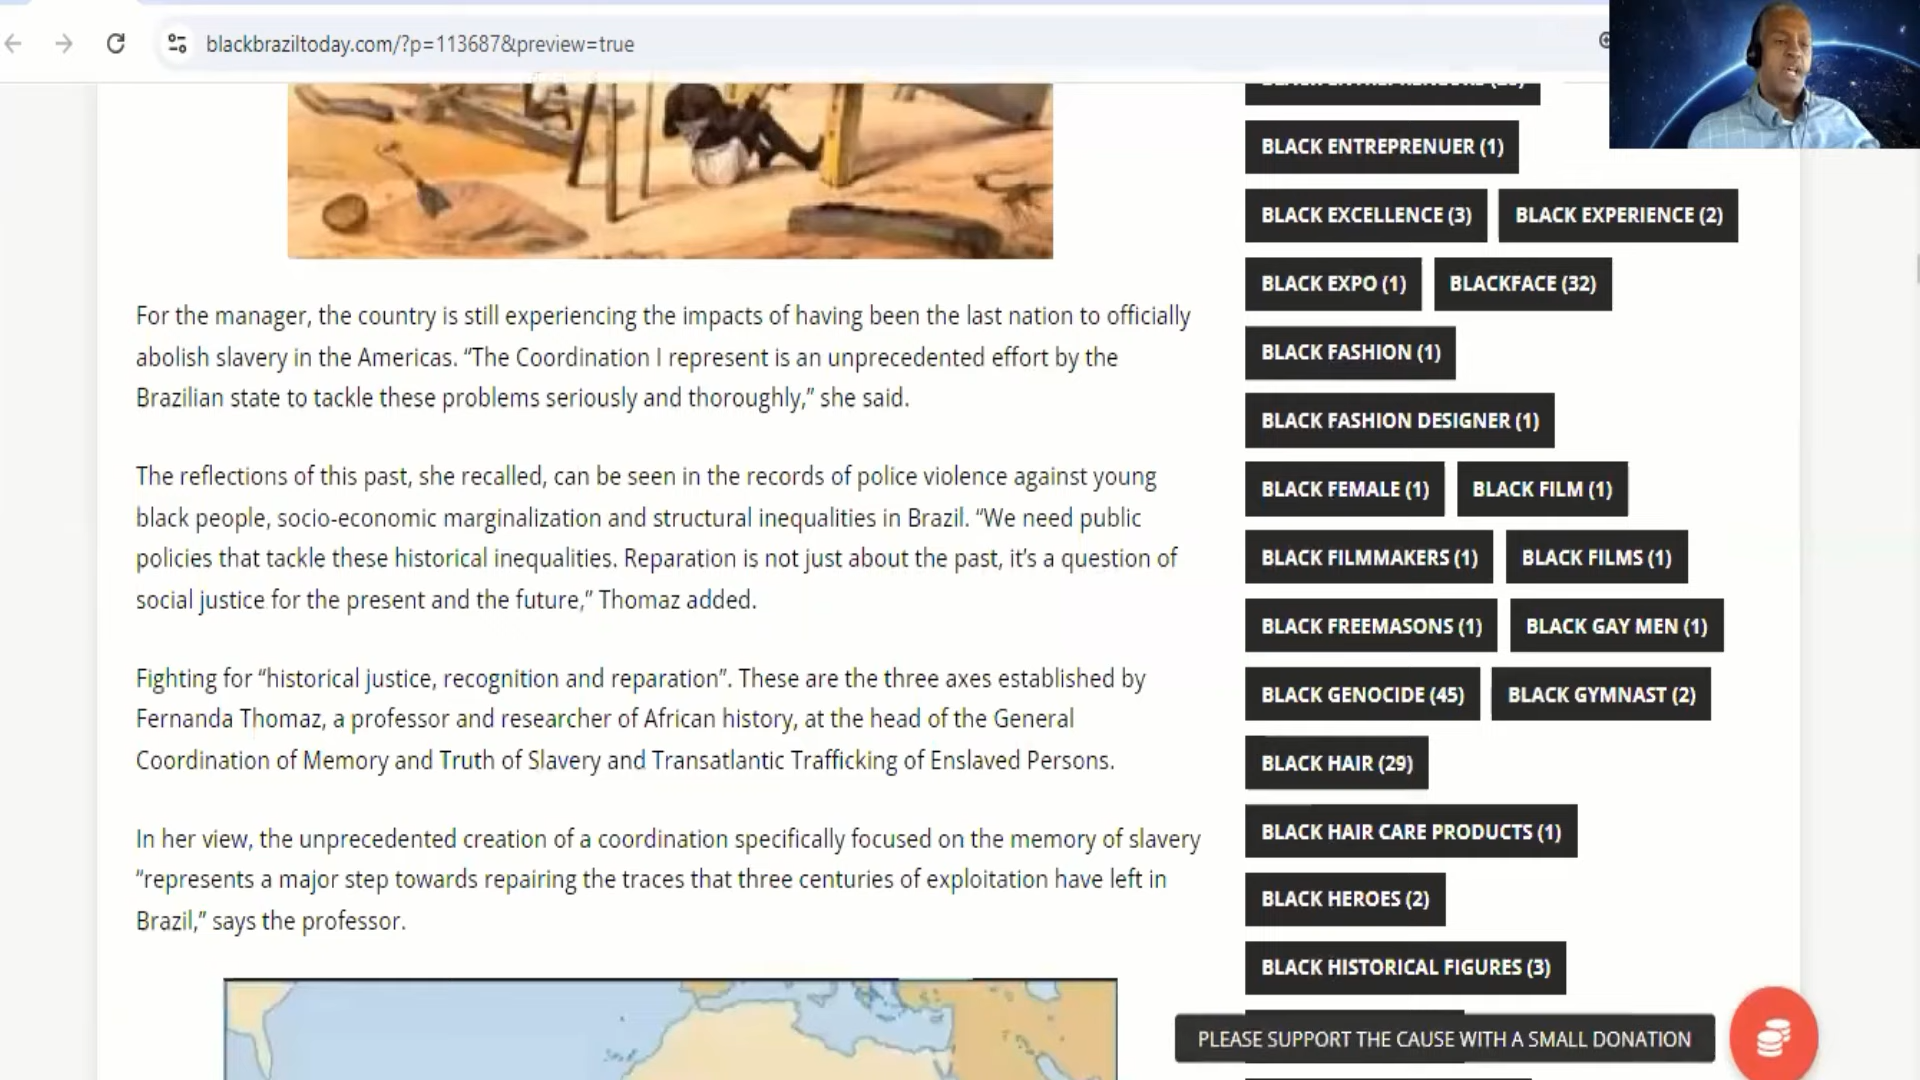 blackbraziltoday.com/?p=113687&preview=true
For the manager, the country is still experiencing the impacts of having been the last nation to officially
abolish slavery in the Americas. “The Coordination I represent is an unprecedented effort by the
Brazilian state to tackle these problems seriously and thoroughly,” she said.
The reflections of this past, she recalled, can be seen in the records of police violence against young
black people, socio-economic marginalization and structural inequalities in Brazil. “We need public
policies that tackle these historical inequalities. Reparation is not just about the past, it’s a question of
social justice for the present and the future,” Thomaz added.
Fighting for “historical justice, recognition and reparation”. These are the three axes established by
Fernanda Thomaz, a professor and researcher of African history, at the head of the General
Coordination of Memory and Truth of Slavery and Transatlantic Trafficking of Enslaved Persons.
In her view, the unprecedented creation of a coordination specifically focused on the memory of slavery
“represents a major step towards repairing the traces that three centuries of exploitation have left in
Brazil,” says the professor.
BLACK ENTREPRENUER (1)
BLACK EXCELLENCE (3) BLACK EXPERIENCE (2)
BLACK EXPO (1) BLACKFACE (32)
BLACK FASHION (1)
BLACK FASHION DESIGNER (1)
BLACK FEMALE (1) BLACK FILM (1)
BLACK FILMMAKERS (1) BLACK FILMS (1)
BLACK FREEMASONS (1) BLACK GAY MEN (1)
BLACK GENOCIDE (45) BLACK GYMNAST (2)
BLACK HAIR (29)
BLACK HAIR CARE PRODUCTS (1)
BLACK HEROES (2)
BLACK HISTORICAL FIGURES (3)
PLEASE SUPPORT THE CAUSE WITH A SMALL DONATION